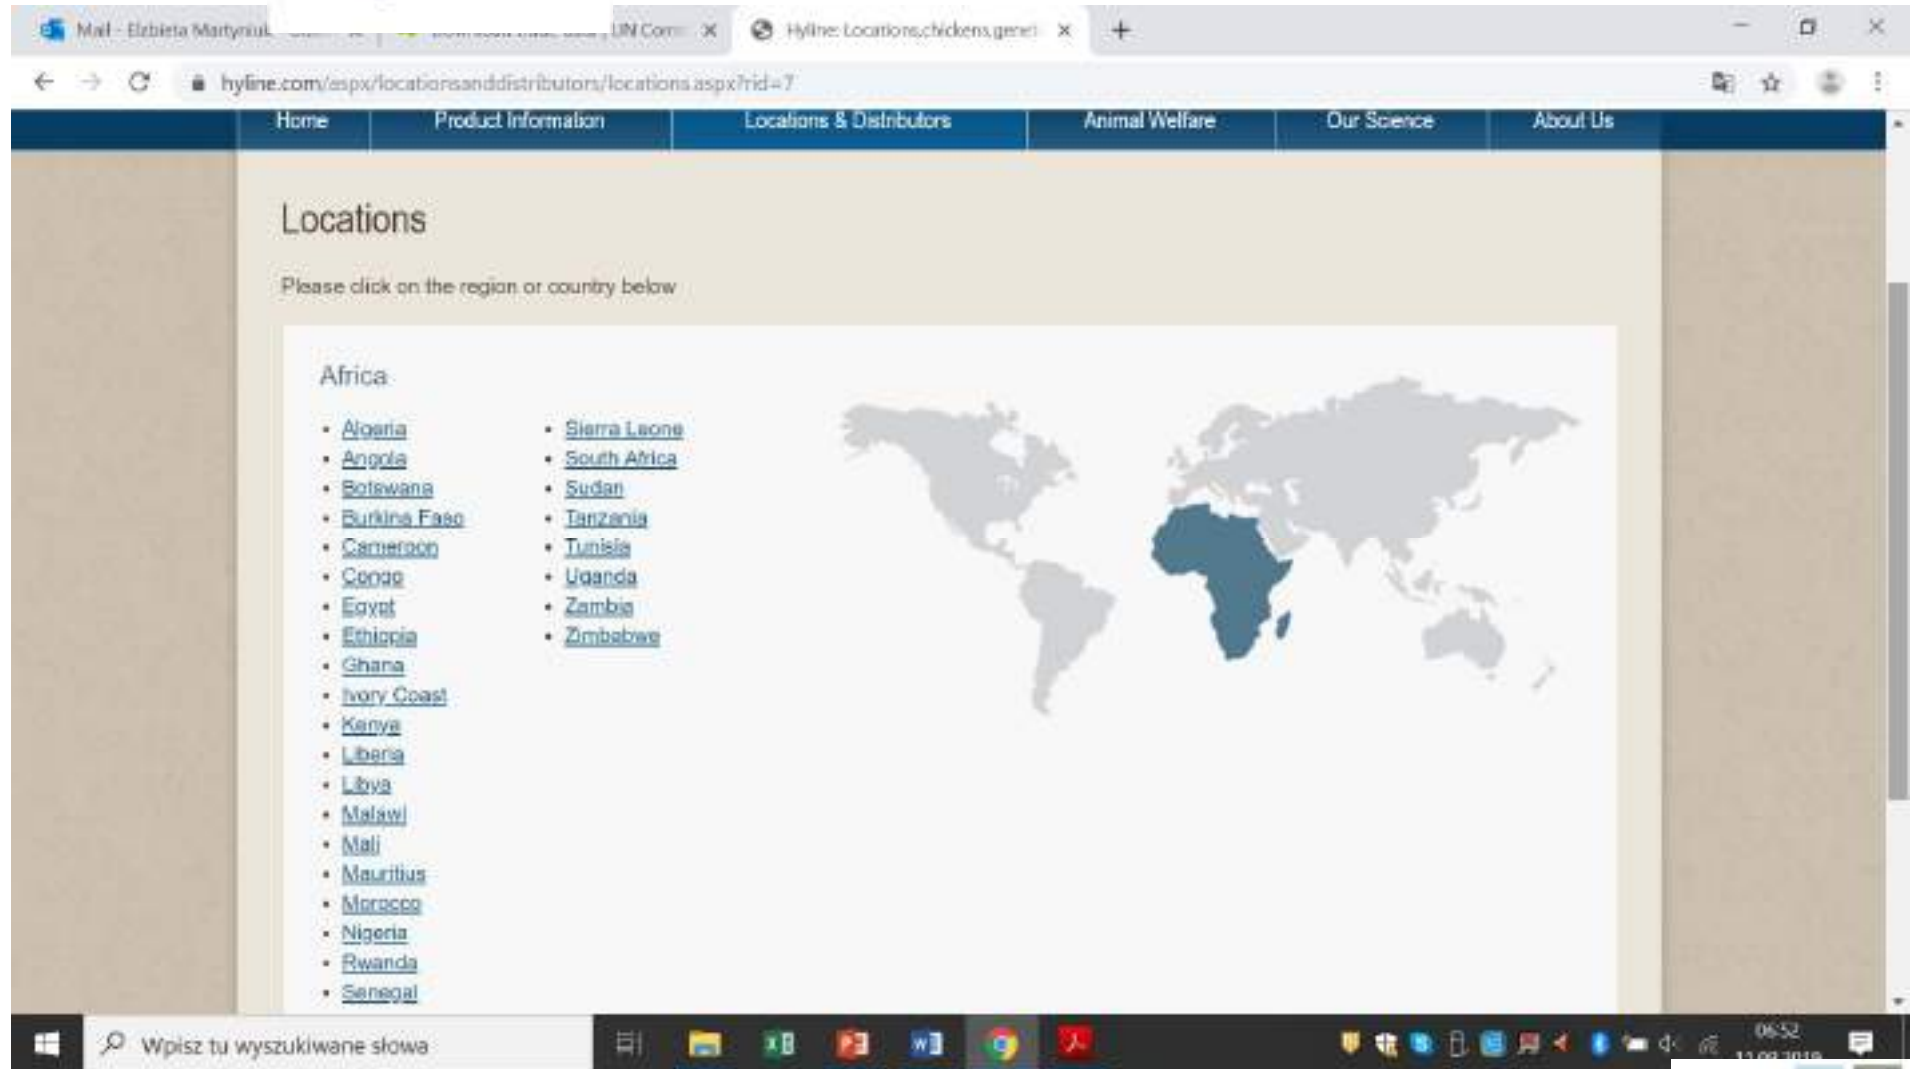 Mail - Elzbieta Martyniuk
UN Com
Hyline: Locations,chickens,genet
hyline.com/aspx/locationsanddistributors/locations.aspx?rid=7
Home Product Information Locations & Distributors Animal Welfare Our Science About Us
Locations
Please click on the region or country below
Africa
Algeria
Angola
Botswana
Burkina Faso
Cameroon
Congo
Egypt
Ethiopia
Ghana
Ivory Coast
Kenya
Liberia
Libya
Malawi
Mali
Mauritius
Morocco
Nigeria
Rwanda
Senegal
Sierra Leone
South Africa
Sudan
Tanzania
Tunisia
Uganda
Zambia
Zimbabwe
Wpisz tu wyszukiwane słowa
06:52